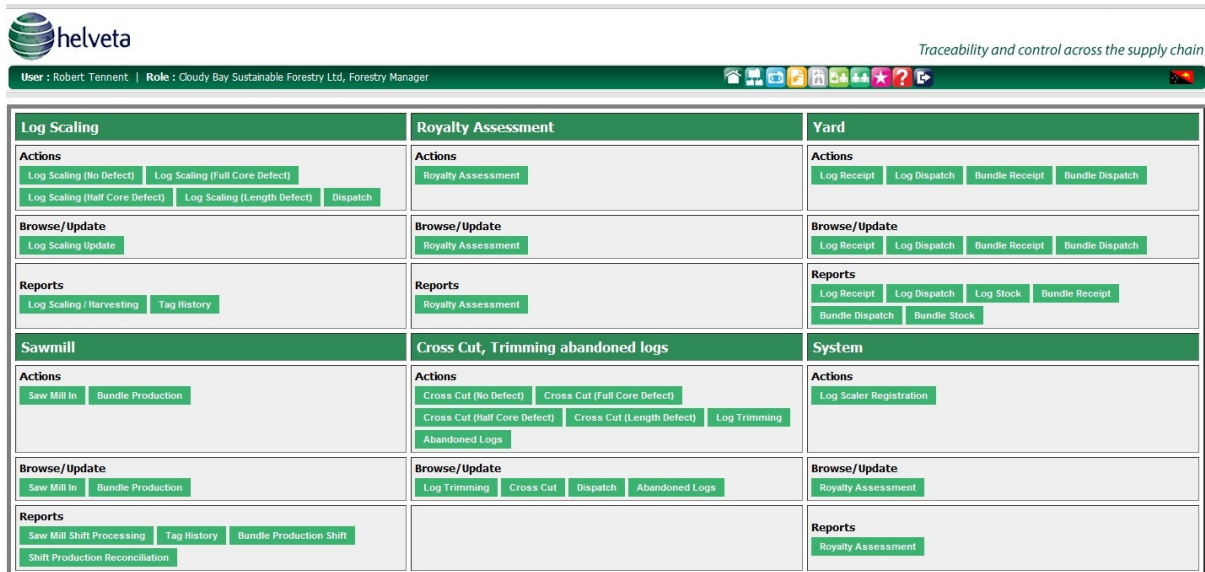 helveta
Traceability and control across the supply chain
User : Robert Tennent | Role : Cloudy Bay Sustainable Forestry Ltd, Forestry Manager
Log Scaling
Actions
Log Scaling (No Defect) Log Scaling (Full Core Defect)
Log Scaling (Half Core Defect) Log Scaling (Length Defect) Dispatch
Browse/Update
Log Scaling Update
Reports
Log Scaling / Harvesting Tag History
Royalty Assessment
Actions
Royalty Assessment
Browse/Update
Royalty Assessment
Reports
Royalty Assessment
Yard
Actions
Log Receipt Log Dispatch Bundle Receipt Bundle Dispatch
Browse/Update
Log Receipt Log Dispatch Bundle Receipt Bundle Dispatch
Reports
Log Receipt Log Dispatch Log Stock Bundle Receipt
Bundle Dispatch Bundle Stock
Sawmill
Actions
Saw Mill In Bundle Production
Browse/Update
Saw Mill In Bundle Production
Reports
Saw Mill Shift Processing Tag History Bundle Production Shift
Shift Production Reconciliation
Cross Cut, Trimming abandoned logs
Actions
Cross Cut (No Defect) Cross Cut (Full Core Defect)
Cross Cut (Half Core Defect) Cross Cut (Length Defect) Log Trimming
Abandoned Logs
Browse/Update
Log Trimming Cross Cut Dispatch Abandoned Logs
System
Actions
Log Scaler Registration
Browse/Update
Royalty Assessment
Reports
Royalty Assessment